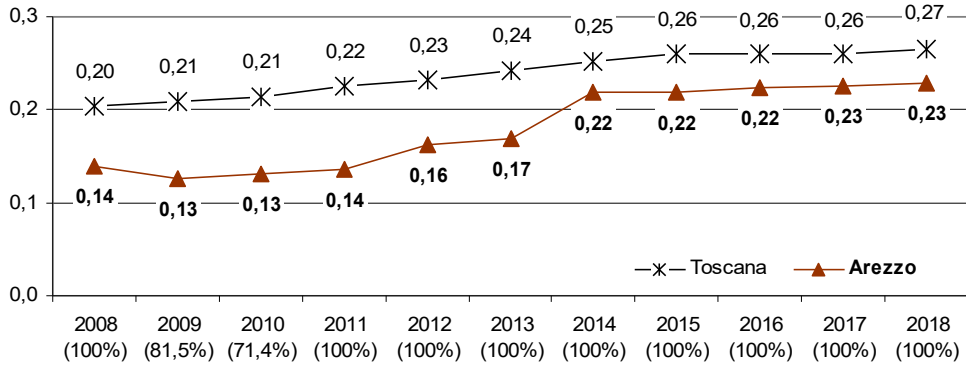 0,3
0,20 0,21 0,21 0,22 0,23 0,24 0,25 0,26 0,26 0,26 0,27
0,2
0,14 0,13 0,13 0,14 0,16 0,17 0,22 0,22 0,22 0,23 0,23
0,1
Toscana Arezzo
0,0
2008 2009 2010 2011 2012 2013 2014 2015 2016 2017 2018
(100%) (81,5%) (71,4%) (100%) (100%) (100%) (100%) (100%) (100%) (100%) (100%)